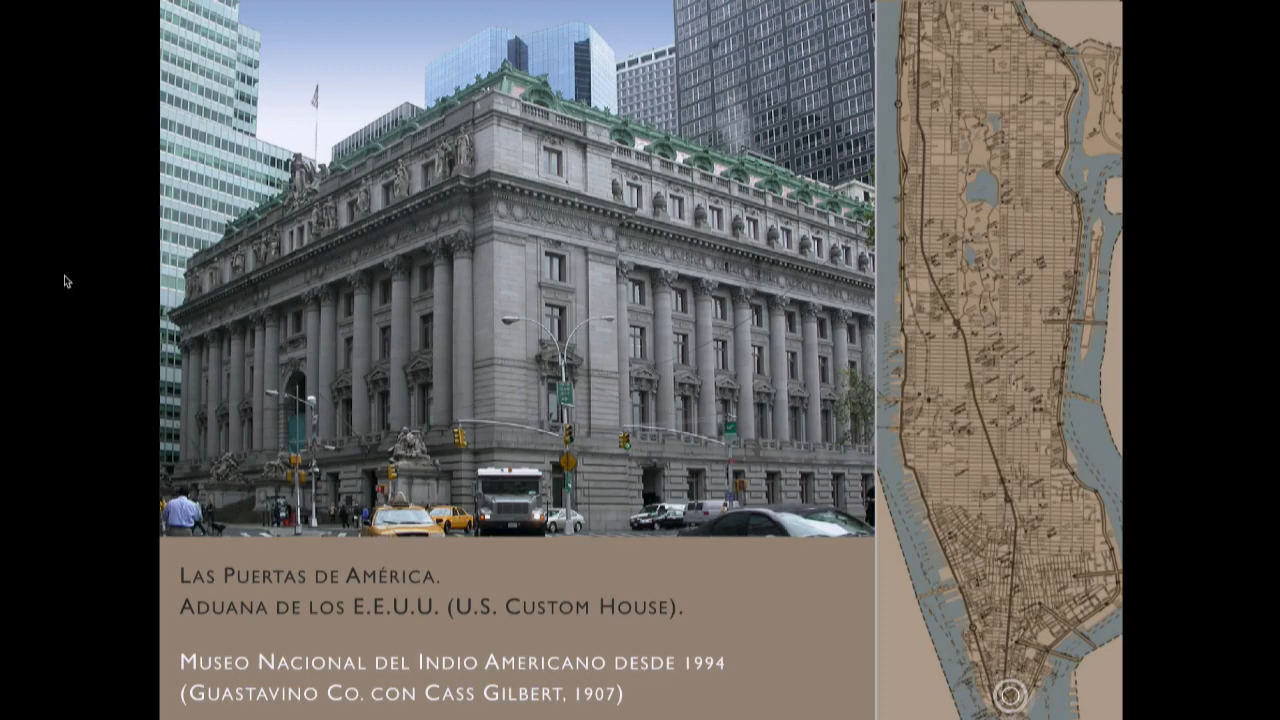 Las Puertas de América.
Aduana de los E.E.U.U. (U.S. Custom House).
Museo Nacional del Indio Americano desde 1994
(Guastavino Co. con Cass Gilbert, 1907)